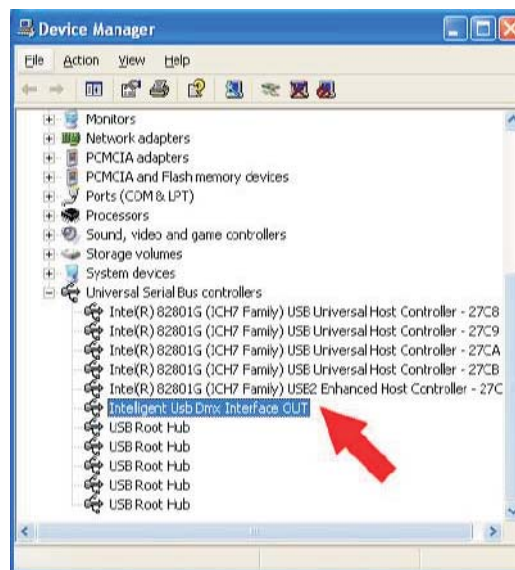 Device Manager
File Action View Help
Monitors
Network adapters
PCMCIA adapters
PCMCIA and Flash memory devices
Ports (COM & LPT)
Processors
Sound, video and game controllers
Storage volumes
System devices
Universal Serial Bus controllers
Intel(R) 82801G (ICH7 Family) USB Universal Host Controller - 27C8
Intel(R) 82801G (ICH7 Family) USB Universal Host Controller - 27C9
Intel(R) 82801G (ICH7 Family) USB Universal Host Controller - 27CA
Intel(R) 82801G (ICH7 Family) USB Universal Host Controller - 27CB
Intel(R) 82801G (ICH7 Family) USB2 Enhanced Host Controller - 27C
Intelligent Usb Dmx Interface OUT
USB Root Hub
USB Root Hub
USB Root Hub
USB Root Hub
USB Root Hub